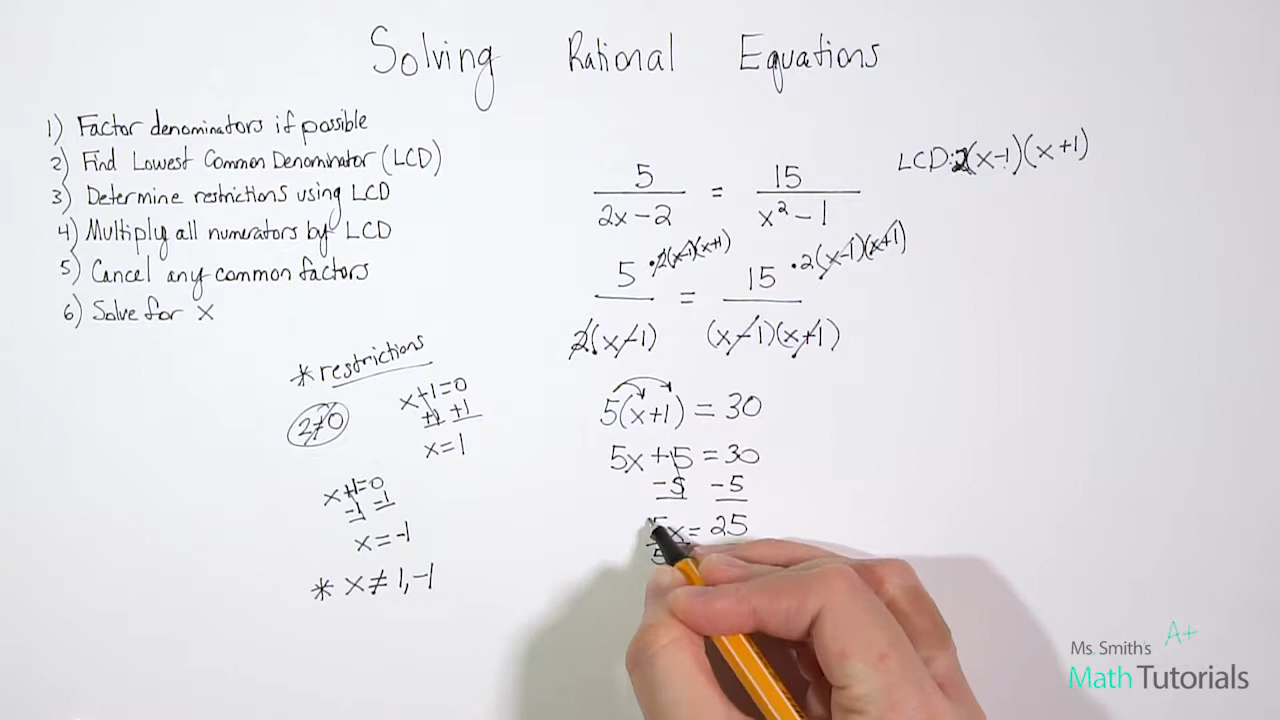 Solving Rational Equations
1) Factor denominators if possible
2) Find Lowest Common Denominator (LCD)
3) Determine restrictions using LCD
4) Multiply all numerators by LCD
5) Cancel any common factors
6) Solve for x
LCD: 2(x-1)(x+1)
5 = 15
2x-2 x²-1
5 ·2(x-1)(x+1) = 15 ·2(x-1)(x+1)
2(x-1) (x-1)(x+1)
5(x+1) = 30
5x+5 = 30
-5 -5
5x = 25
5
* restrictions
2≠0
x+1=0
+1 +1
x=1
x+1=0
-1 -1
x=-1
* x≠1,-1
Ms. Smith's A+
Math Tutorials